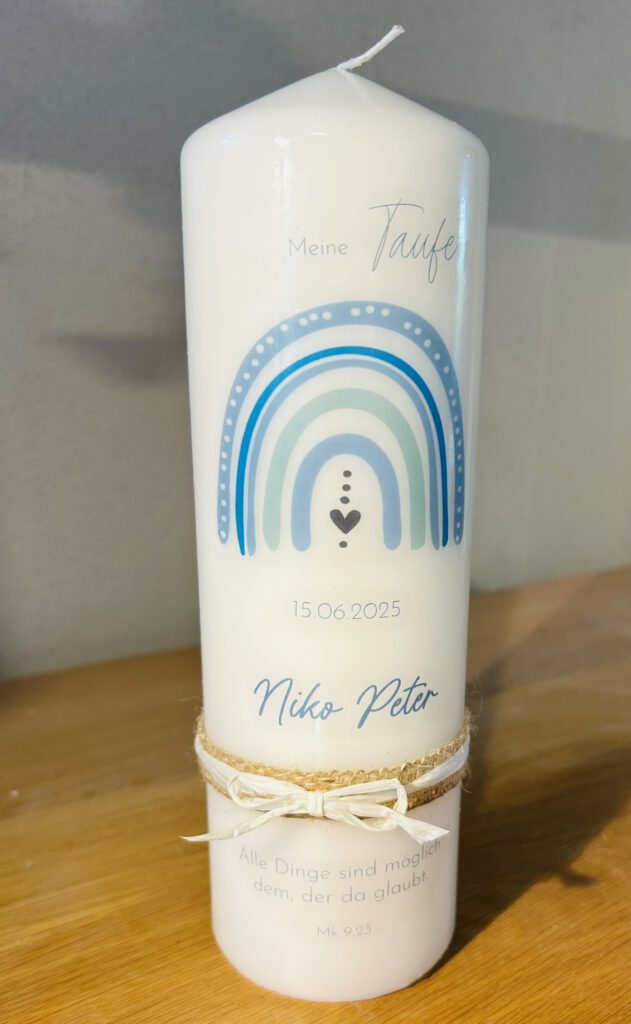 Meine Taufe
15.06.2025
Niko Peter
Alle Dinge sind möglich
dem, der da glaubt.
Mk 9,23